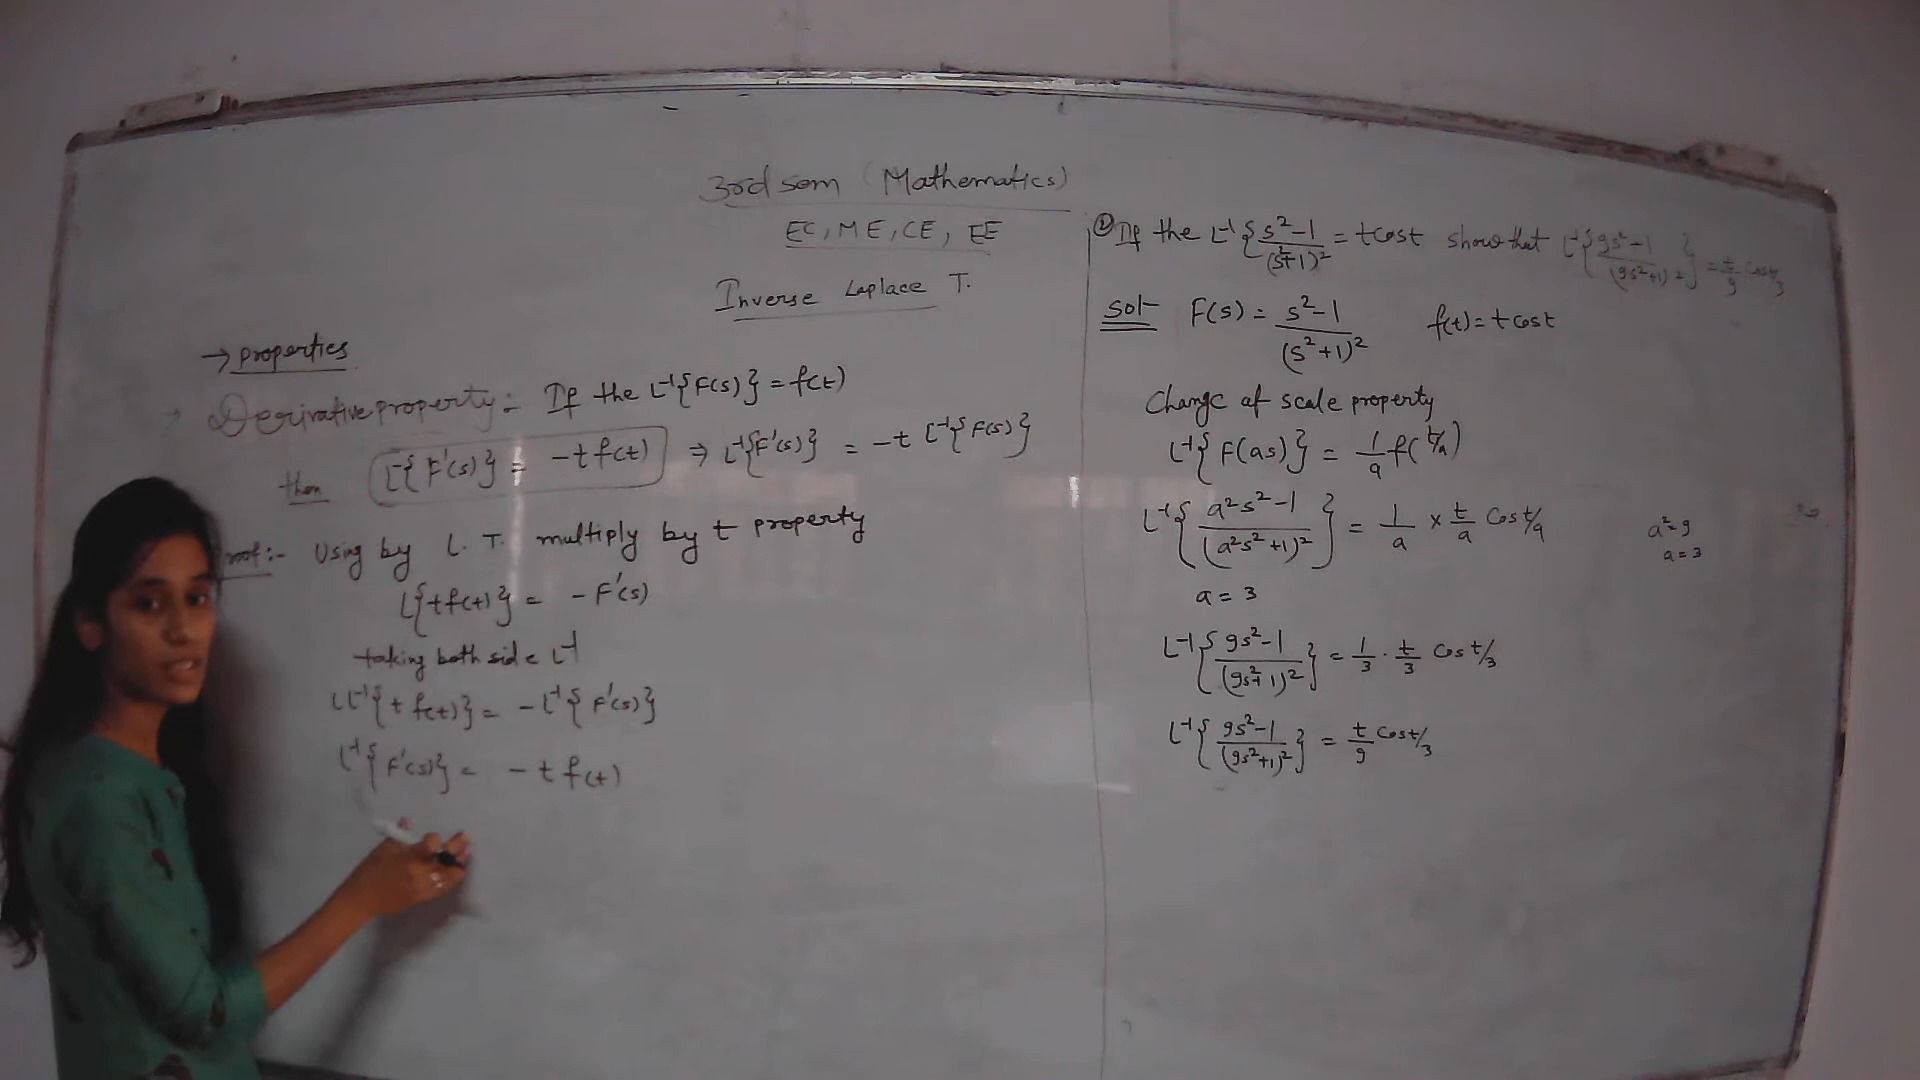 3rd sem (Mathematics)
EC, ME, CE, EE
Inverse Laplace T.
→ properties
Derivative property:- If the L⁻¹{F(s)} = f(t)
then L⁻¹{F'(s)} = -t f(t) ⇒ L⁻¹{F'(s)} = -t L⁻¹{F(s)}
Proof:- Using by L.T. multiply by t property
L{t f(t)} = -F'(s)
taking both side L⁻¹
LL⁻¹{t f(t)} = -L⁻¹{F'(s)}
L⁻¹{F'(s)} = -t f(t)
② If the L⁻¹{s²-1/(s²+1)²} = t cost show that L⁻¹{9s²-1/(9s²+1)²} = t/9 cos t/3
Sol- F(s) = s²-1/(s²+1)² f(t) = t cost
Change of scale property
L⁻¹{F(as)} = 1/a f(t/a)
L⁻¹{a²s²-1/(a²s²+1)²} = 1/a × t/a Cos t/a
a² = 9
a = 3
a = 3
L⁻¹{9s²-1/(9s²+1)²} = 1/3 · t/3 Cos t/3
L⁻¹{9s²-1/(9s²+1)²} = t/9 Cos t/3